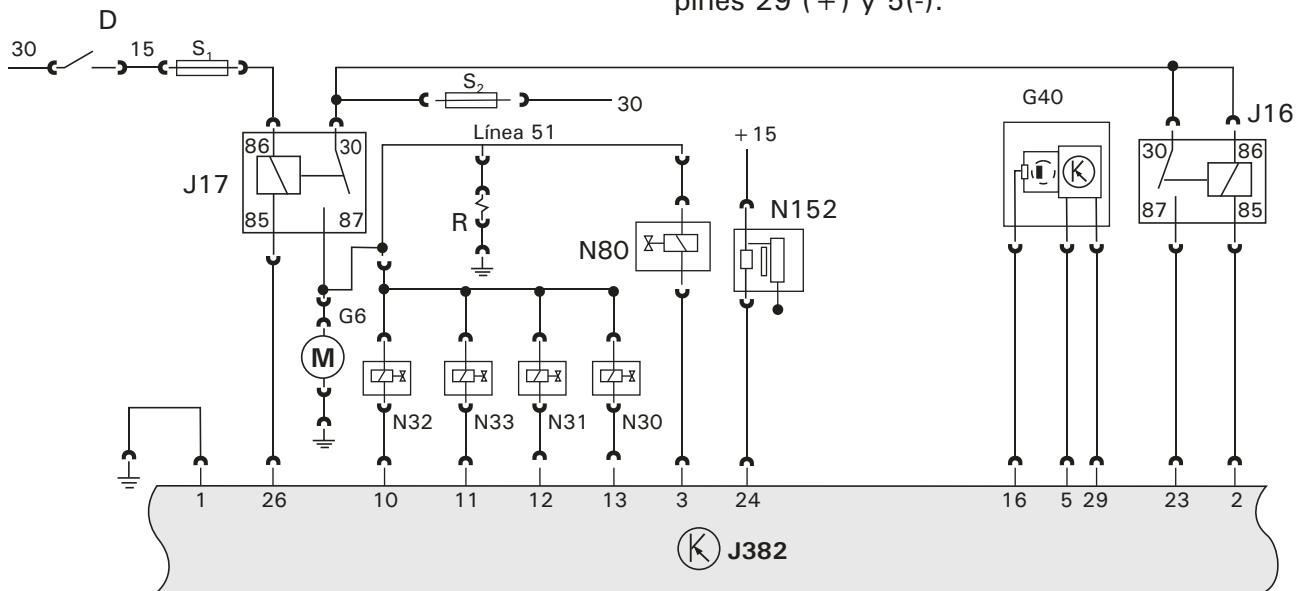 pines 29 (+) y 5(-).
D
30 15 S1
S2
30
G40
J16
Línea 51
+ 15
86 30
J17
85 87
R
N80
N152
30 86
87 85
G6
M
N32 N33 N31 N30
1 26 10 11 12 13 3 24 16 5 29 23 2
J382